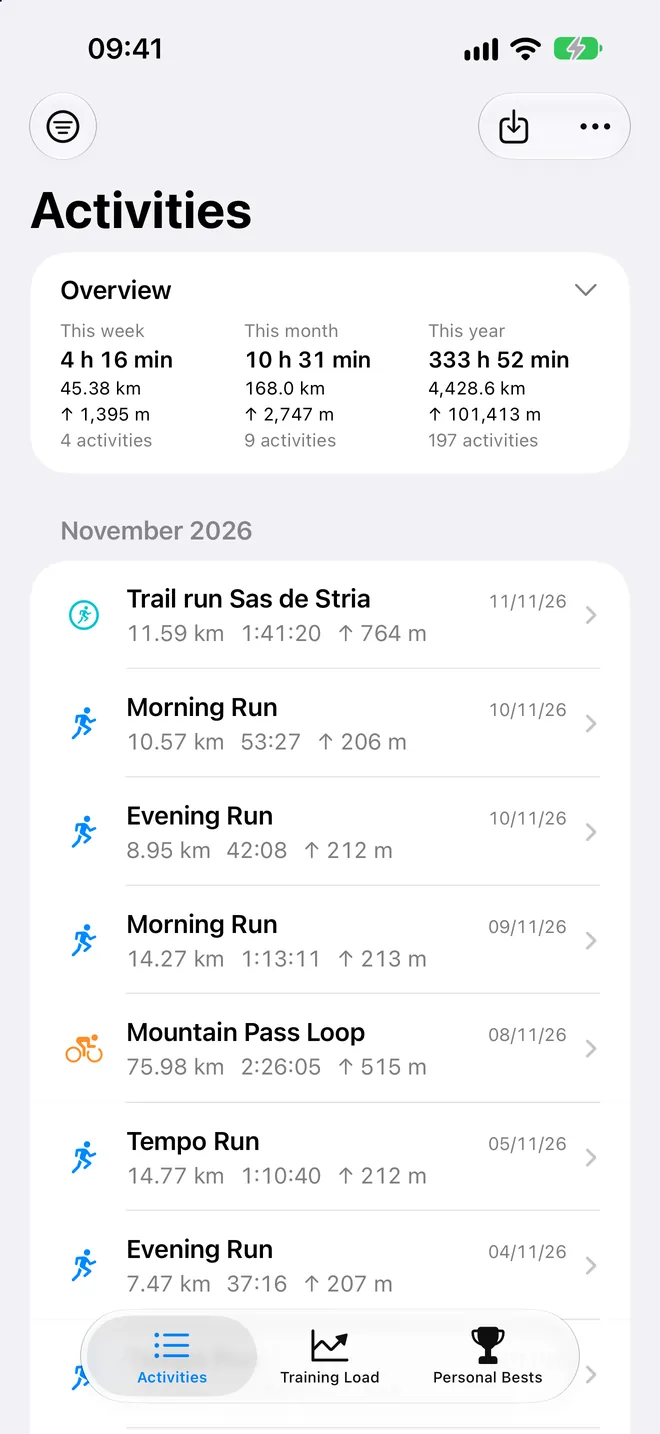 09:41
Activities
Overview
This week
4 h 16 min
45.38 km
↑ 1,395 m
4 activities
This month
10 h 31 min
168.0 km
↑ 2,747 m
9 activities
This year
333 h 52 min
4,428.6 km
↑ 101,413 m
197 activities
November 2026
Trail run Sas de Stria 11/11/26
11.59 km 1:41:20 ↑ 764 m
Morning Run 10/11/26
10.57 km 53:27 ↑ 206 m
Evening Run 10/11/26
8.95 km 42:08 ↑ 212 m
Morning Run 09/11/26
14.27 km 1:13:11 ↑ 213 m
Mountain Pass Loop 08/11/26
75.98 km 2:26:05 ↑ 515 m
Tempo Run 05/11/26
14.77 km 1:10:40 ↑ 212 m
Evening Run 04/11/26
7.47 km 37:16 ↑ 207 m
Activities Training Load Personal Bests